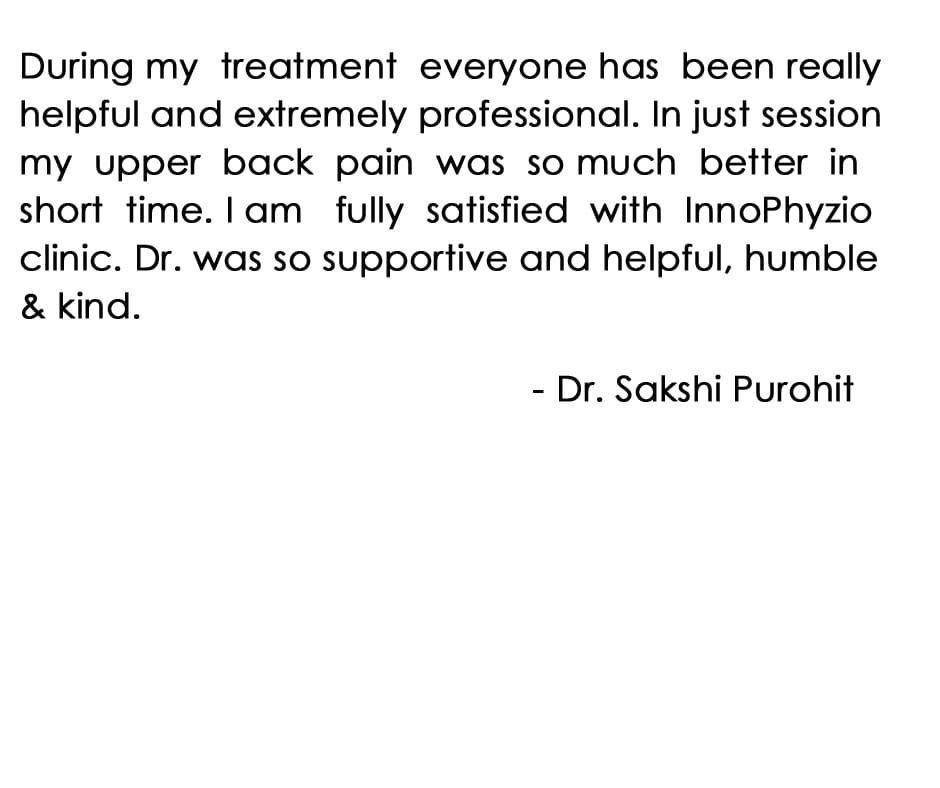 During my treatment everyone has been really
helpful and extremely professional. In just session
my upper back pain was so much better in
short time. I am fully satisfied with InnoPhyzio
clinic. Dr. was so supportive and helpful, humble
& kind.
- Dr. Sakshi Purohit